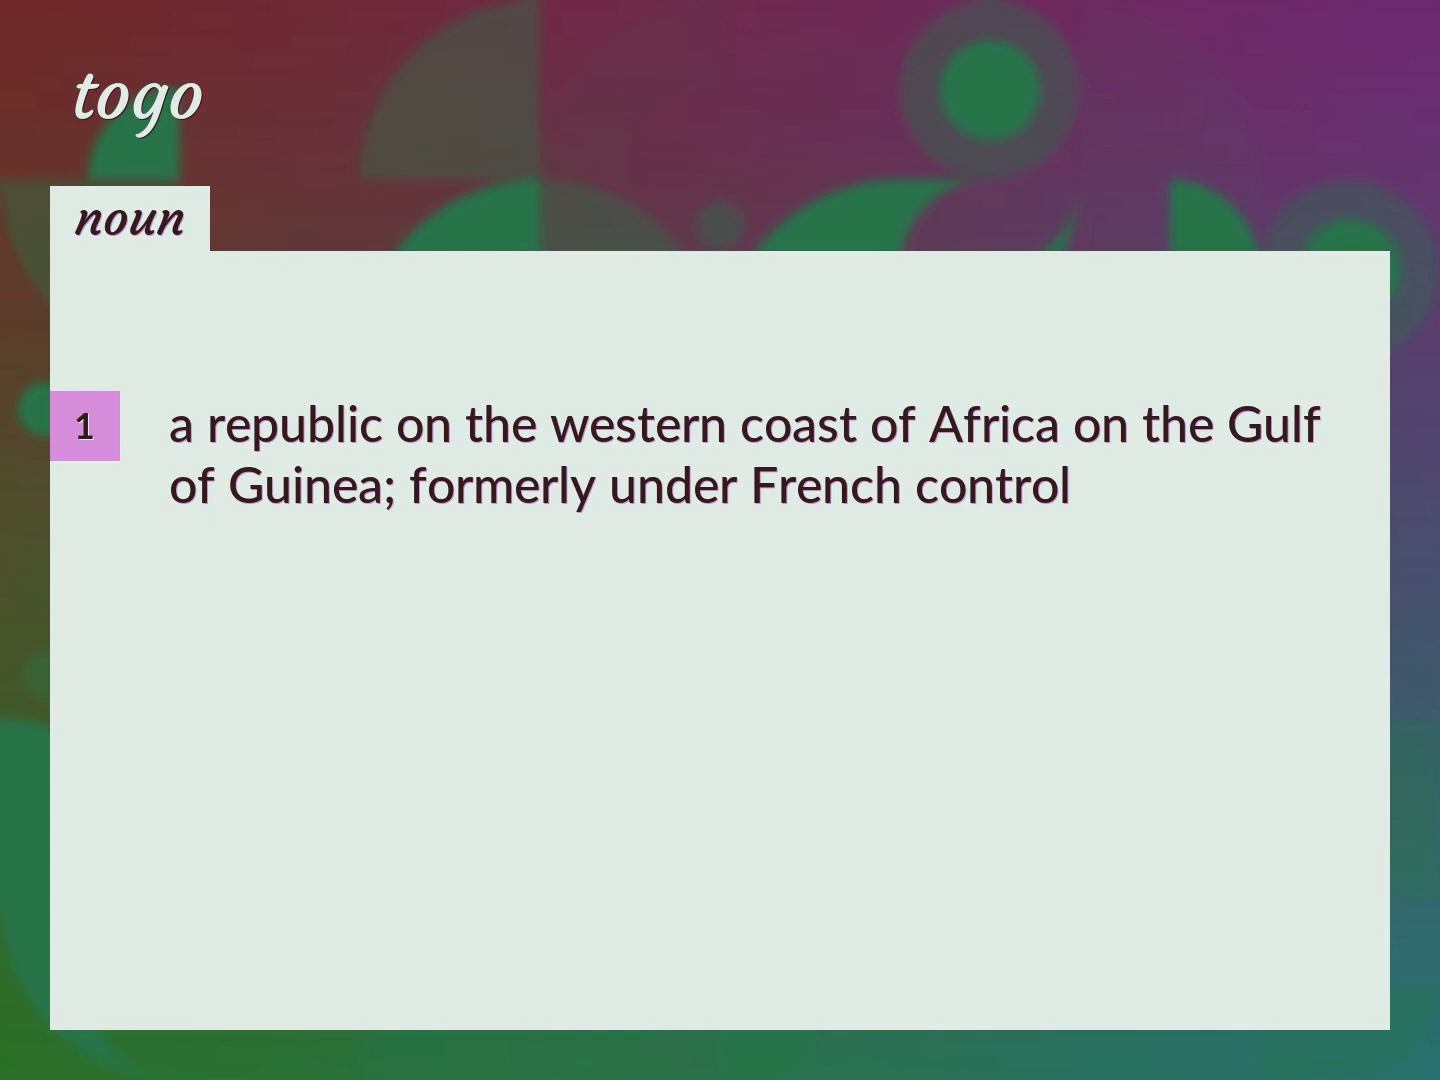 togo
noun
1
a republic on the western coast of Africa on the Gulf
of Guinea; formerly under French control